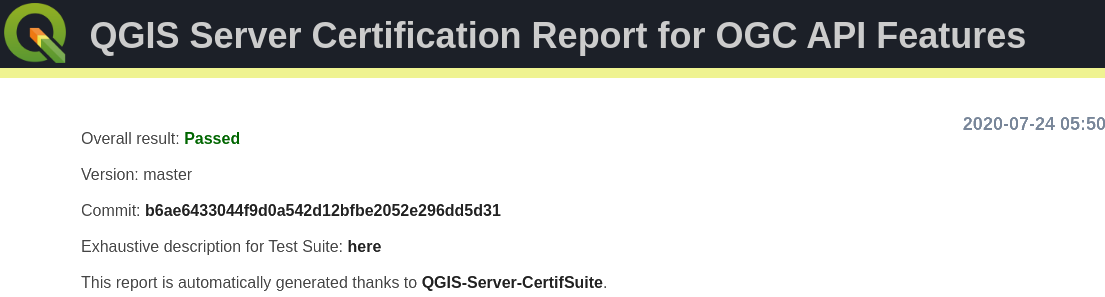 QGIS Server Certification Report for OGC API Features
2020-07-24 05:50
Overall result: Passed
Version: master
Commit: b6ae6433044f9d0a542d12bfbe2052e296dd5d31
Exhaustive description for Test Suite: here
This report is automatically generated thanks to QGIS-Server-CertifSuite.